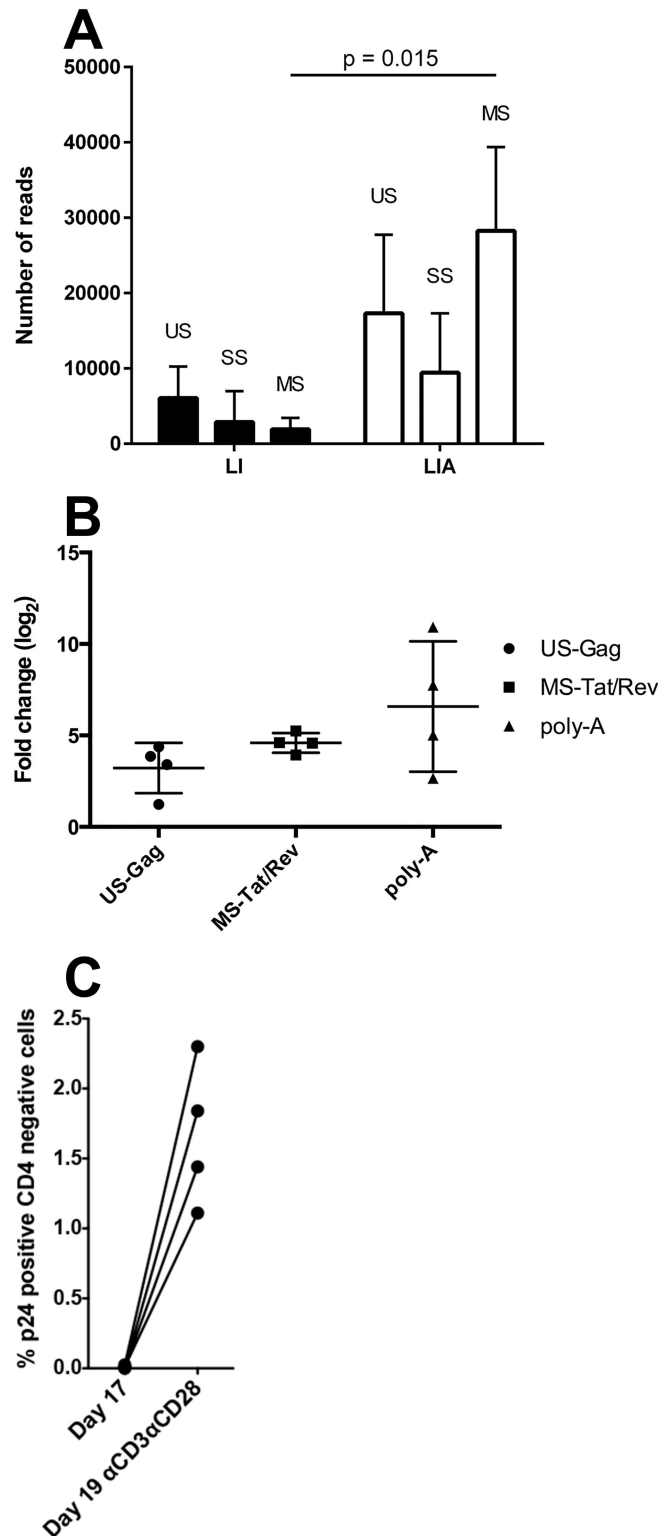 A
p = 0.015
50000
40000
30000
20000
10000
0
Number of reads
US
SS
MS
US
SS
MS
LI
LIA
B
15
10
5
0
Fold change (log2)
US-Gag
MS-Tat/Rev
poly-A
US-Gag
MS-Tat/Rev
poly-A
C
2.5
2.0
1.5
1.0
0.5
0.0
% p24 positive CD4 negative cells
Day 17
Day 19 αCD3αCD28